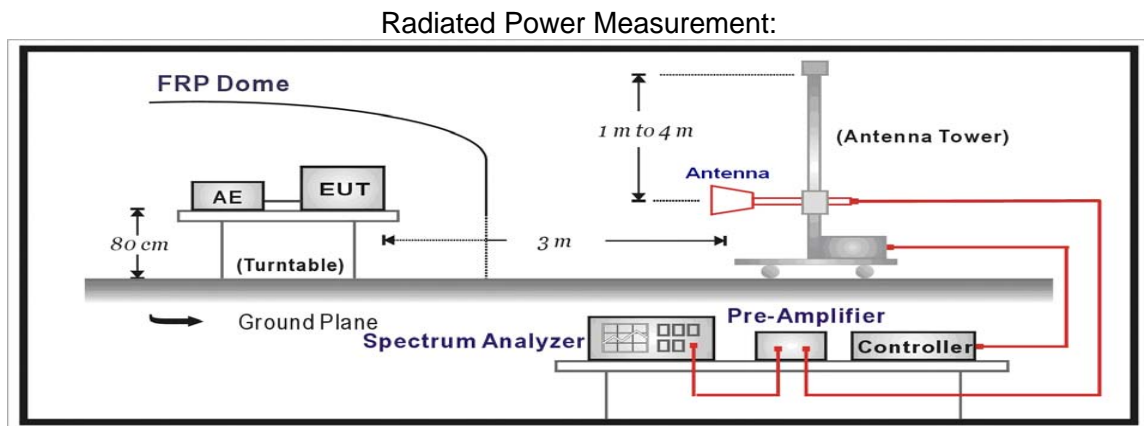 Radiated Power Measurement:
FRP Dome
1 m to 4 m
(Antenna Tower)
Antenna
AE
EUT
80 cm
3 m
(Turntable)
Ground Plane
Spectrum Analyzer
Pre-Amplifier
Controller